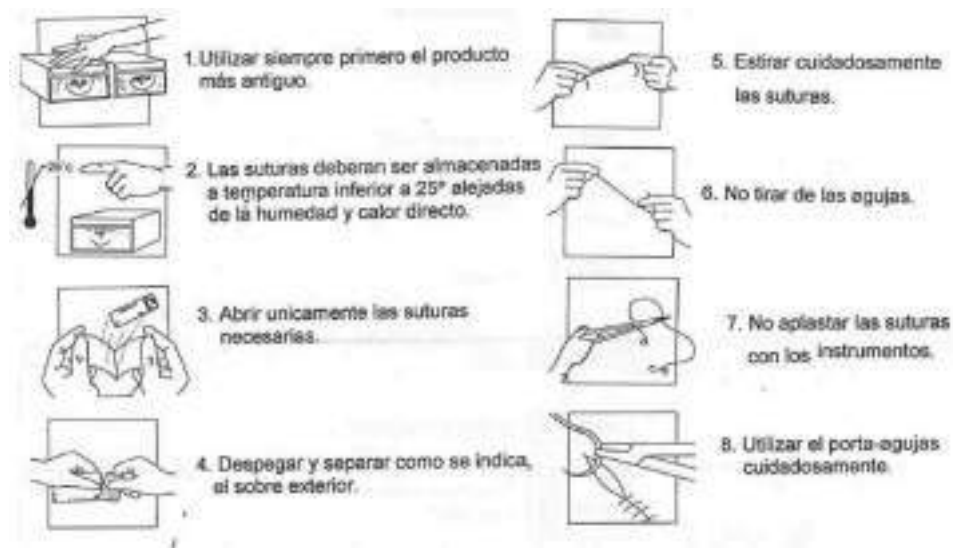 1.Utilizar siempre primero el producto
más antiguo.
2. Las suturas deberan ser almacenadas
a temperatura inferior a 25º alejadas
de la humedad y calor directo.
3. Abrir unicamente las suturas
necesarias.
4. Despegar y separar como se indica,
el sobre exterior.
5. Estirar cuidadosamente
las suturas.
6. No tirar de las agujas.
7. No aplastar las suturas
con los instrumentos.
8. Utilizar el porta-agujas
cuidadosamente.